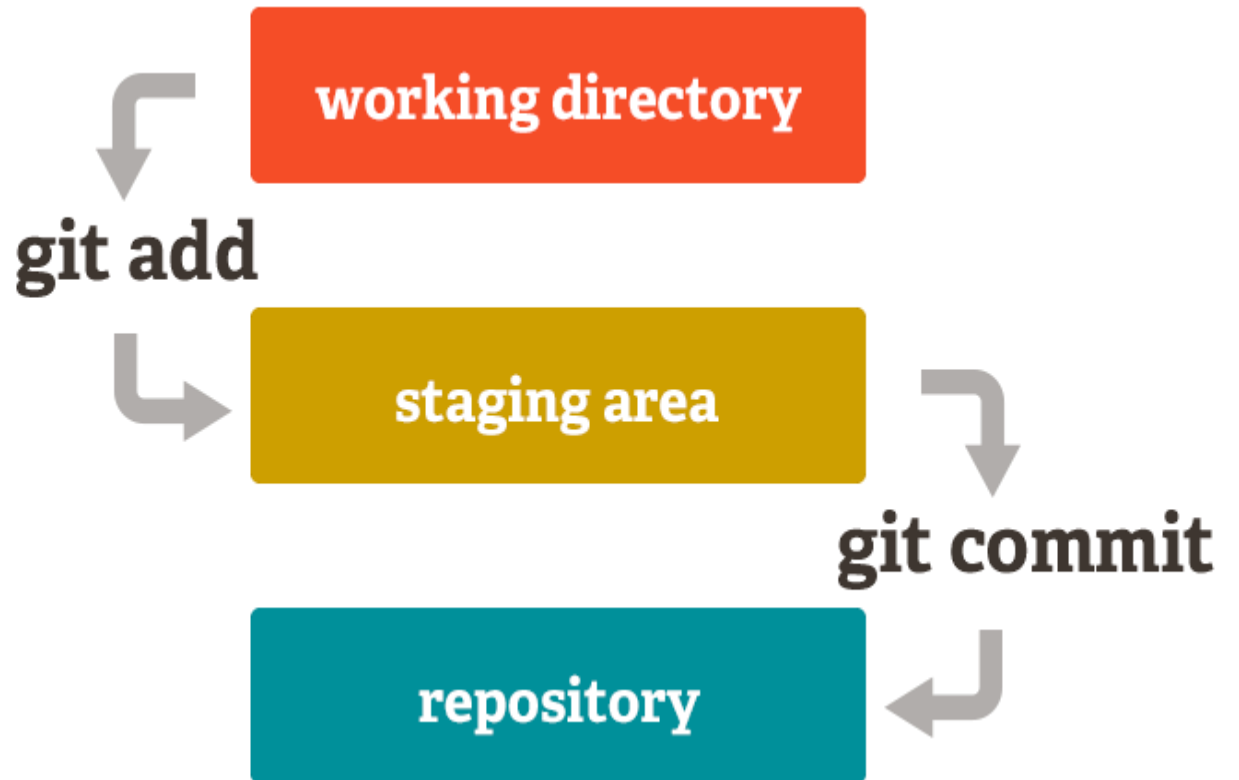 working directory
git add
staging area
git commit
repository